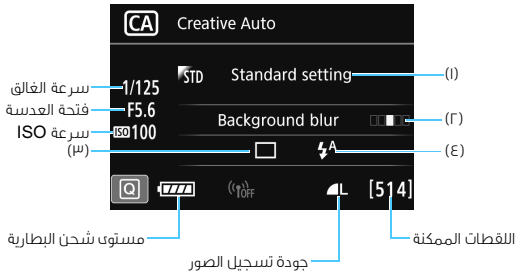 CA Creative Auto
STD Standard setting (١)
سرعة الغالق 1/125
فتحة العدسة F5.6
Background blur (٢)
سرعة ISO ISO100
(٣) A (٤)
Q OFF L [514]
مستوى شحن البطارية
اللقطات الممكنة
جودة تسجيل الصور